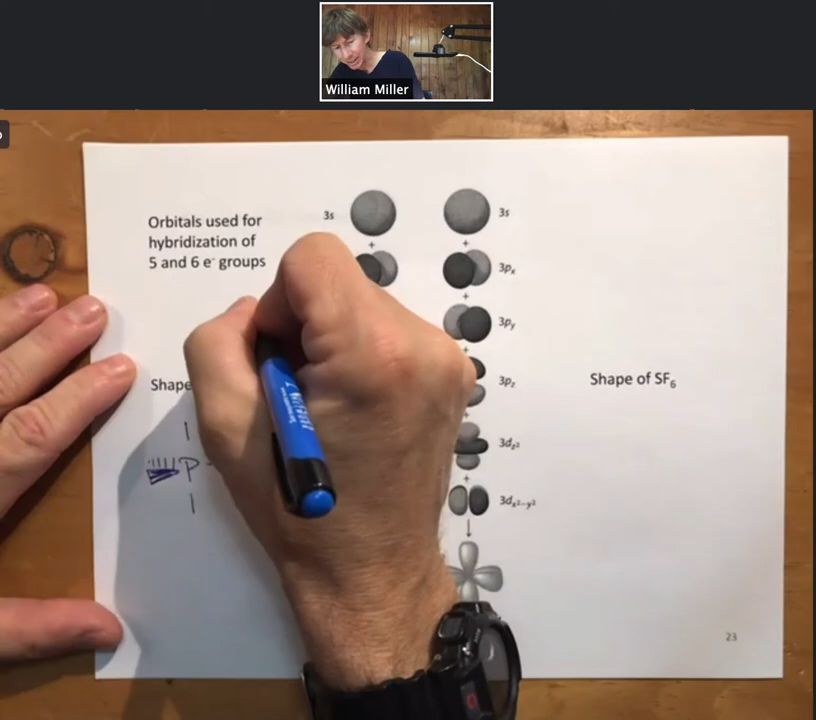 William Miller
Orbitals used for
hybridization of
5 and 6 e⁻ groups
3s
3s
3pₓ
3p_y
Shape
3p_z
Shape of SF₆
3d_z²
P
3d_x²−y²
23